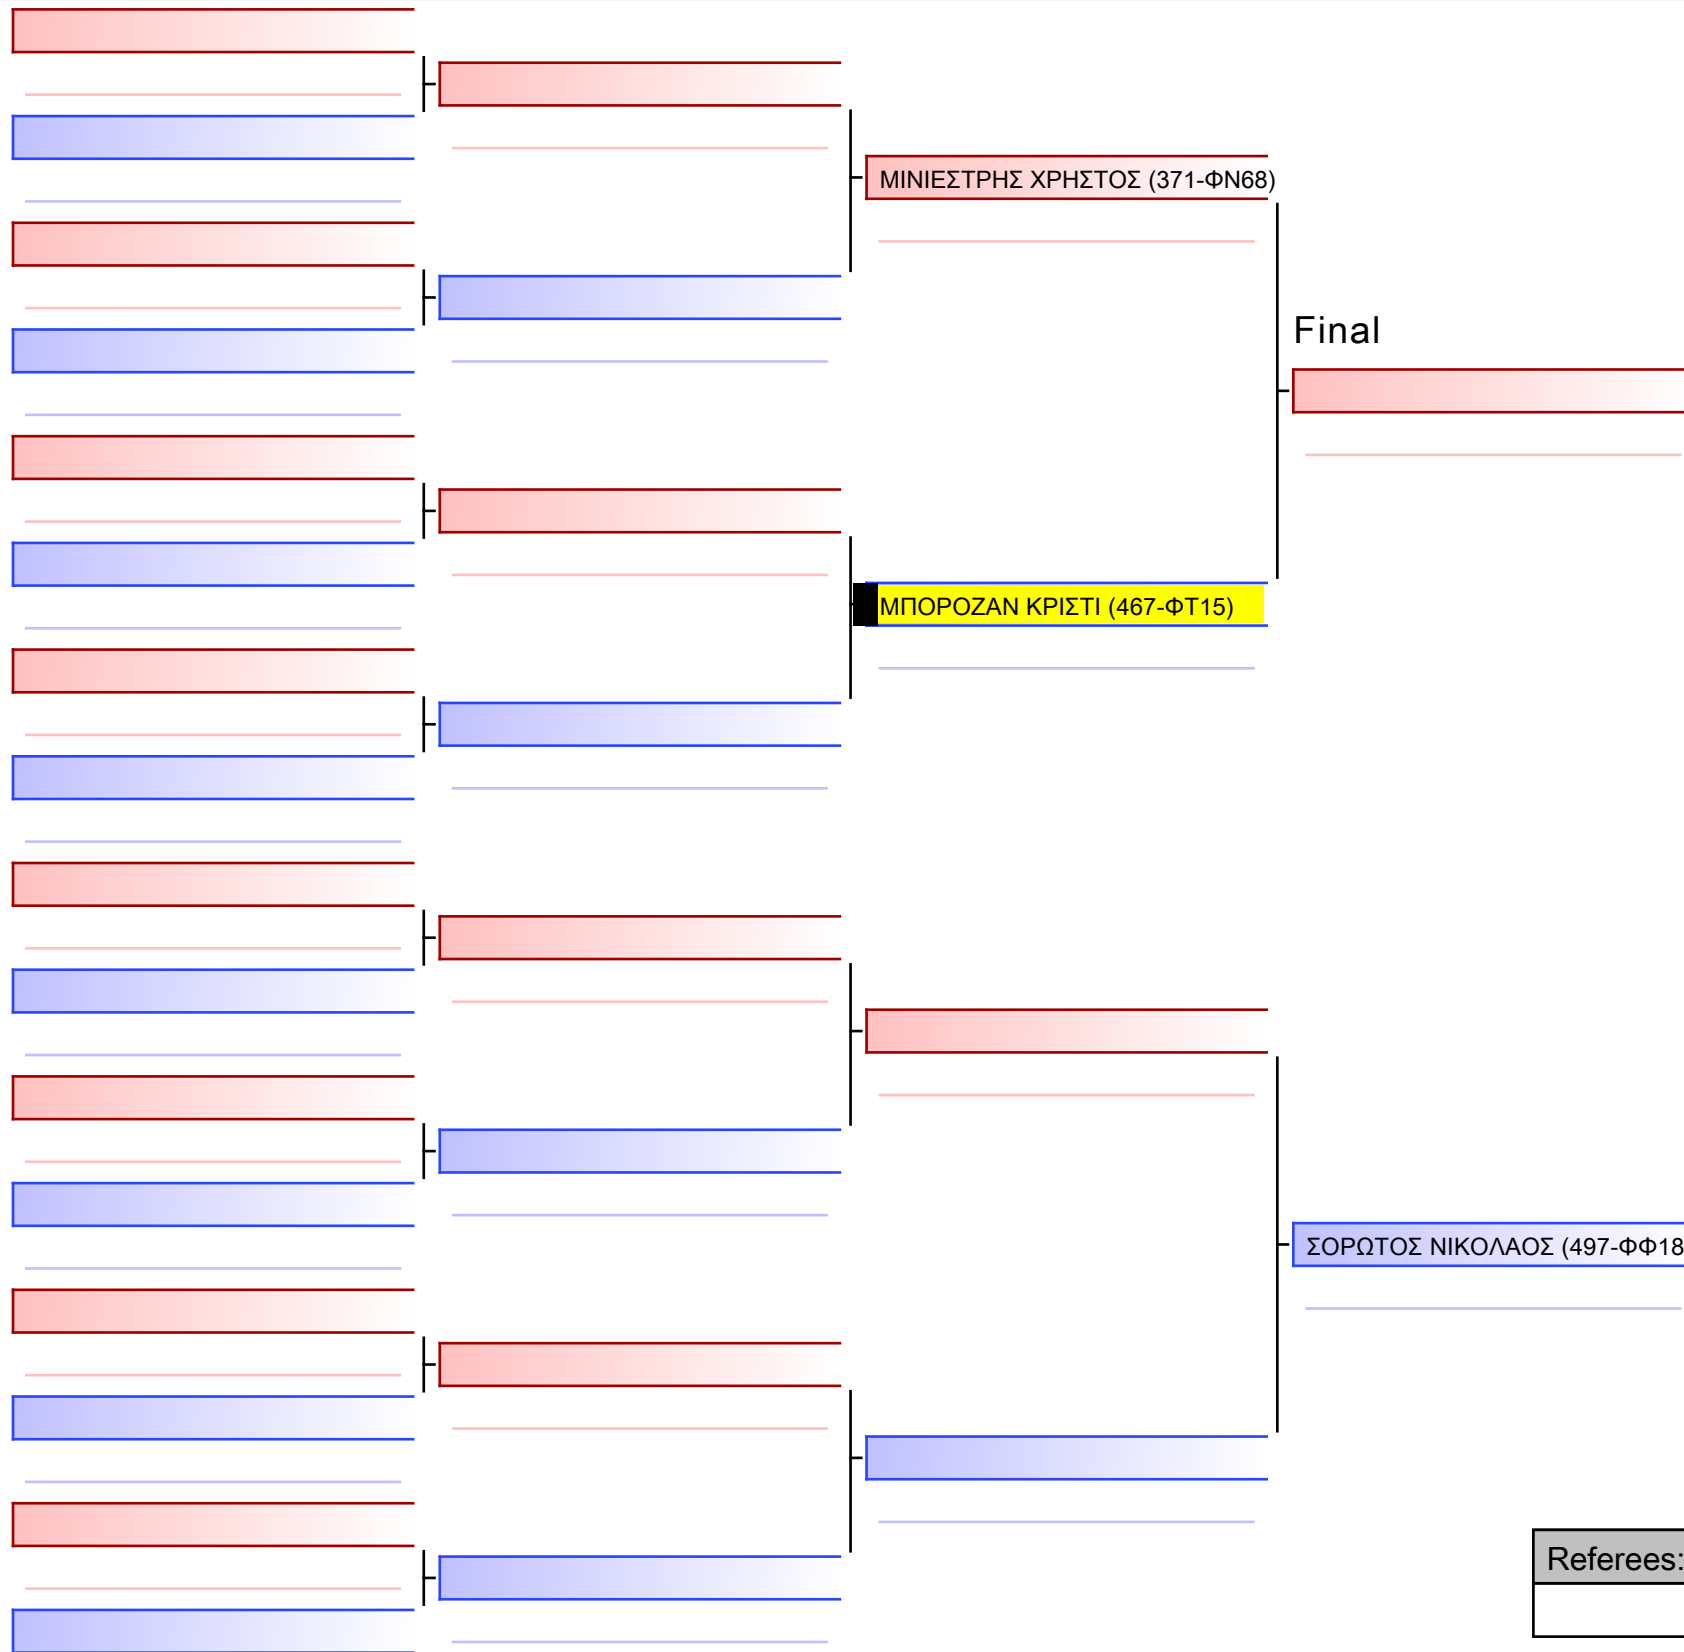 ΜΙΝΙΕΣΤΡΗΣ ΧΡΗΣΤΟΣ (371-ΦΝ68)
Final
ΜΠΟΡΟΖΑΝ ΚΡΙΣΤΙ (467-ΦΤ15)
ΣΟΡΩΤΟΣ ΝΙΚΟΛΑΟΣ (497-ΦΦ18
Referees: